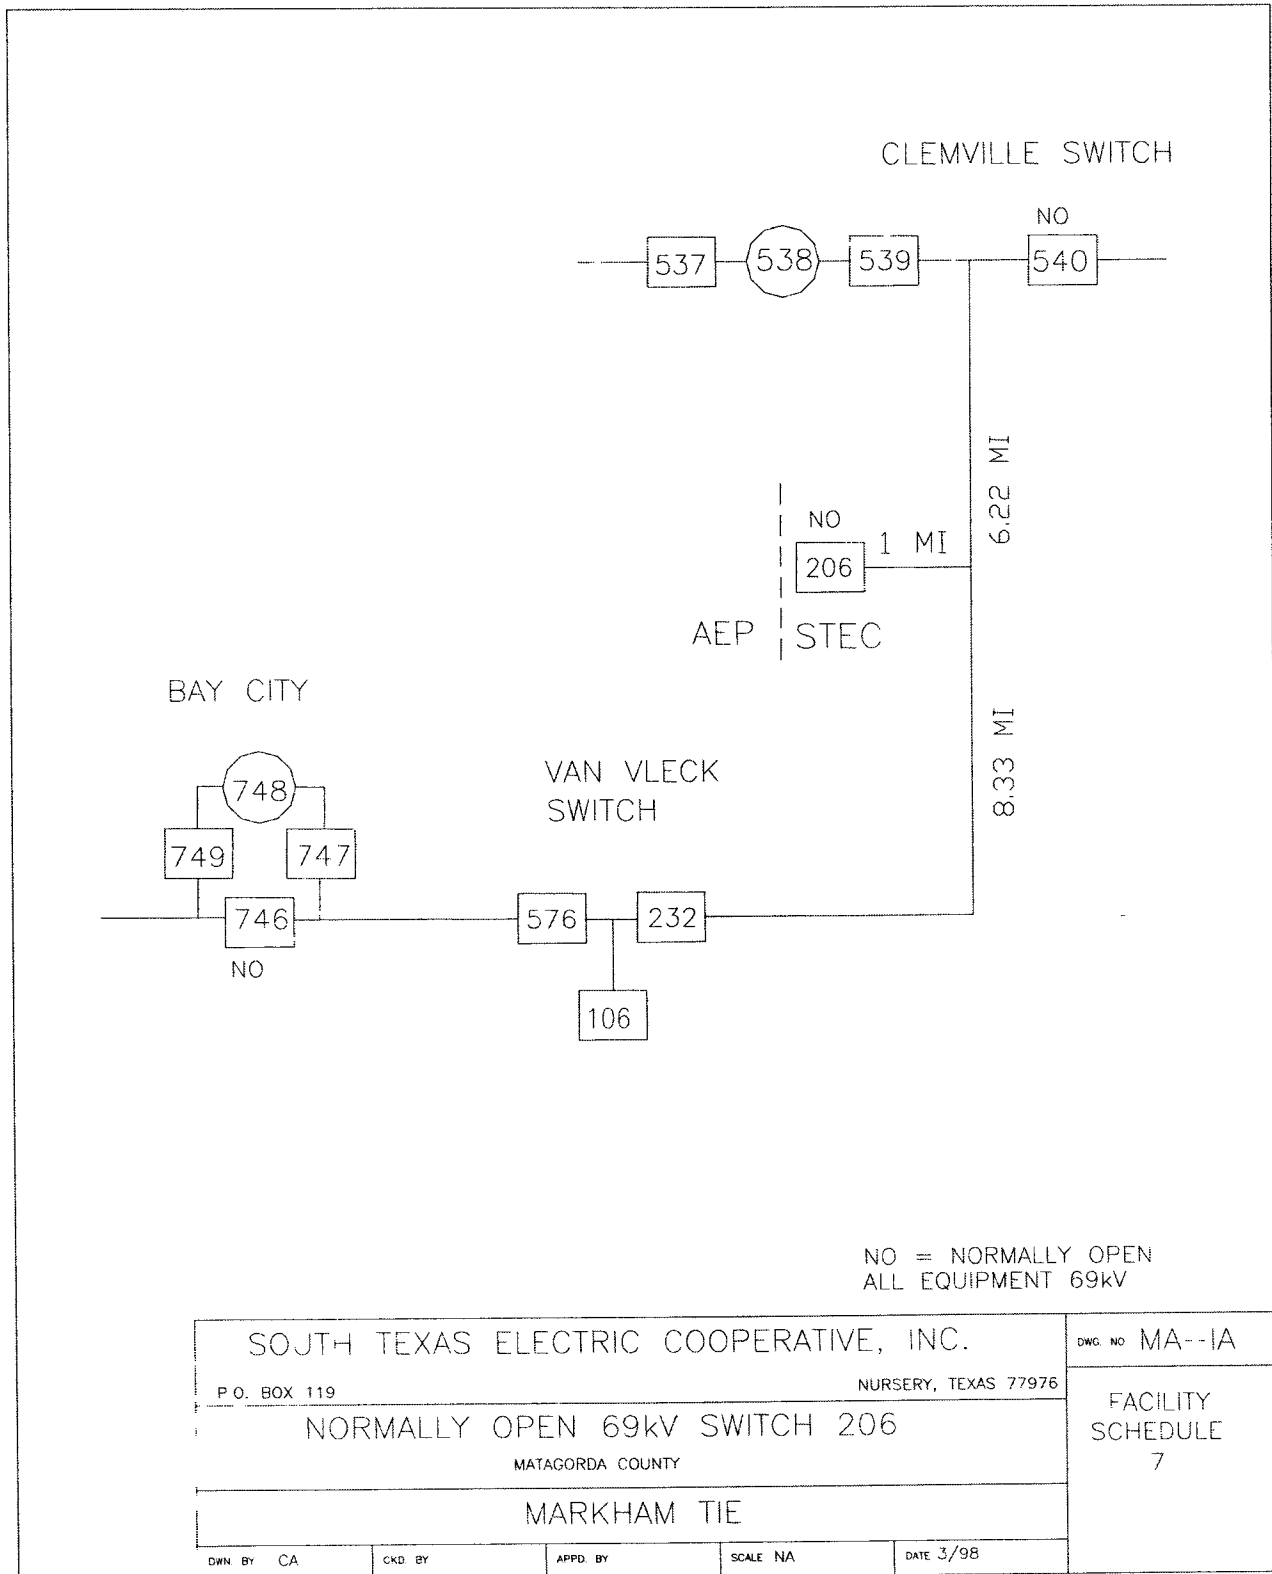 CLEMVILLE SWITCH
NO
537
538
539
540
6.22 MI
NO
206
1 MI
AEP
STEC
BAY CITY
748
749
747
746
NO
VAN VLECK
SWITCH
8.33 MI
576
232
106
NO = NORMALLY OPEN
ALL EQUIPMENT 69kV
SOUTH TEXAS ELECTRIC COOPERATIVE, INC.
P.O. BOX 119
NURSERY, TEXAS 77976
NORMALLY OPEN 69kV SWITCH 206
MATAGORDA COUNTY
MARKHAM TIE
DWN. BY CA
CKD. BY
APPD. BY
SCALE NA
DATE 3/98
DWG. NO MA--IA
FACILITY
SCHEDULE
7